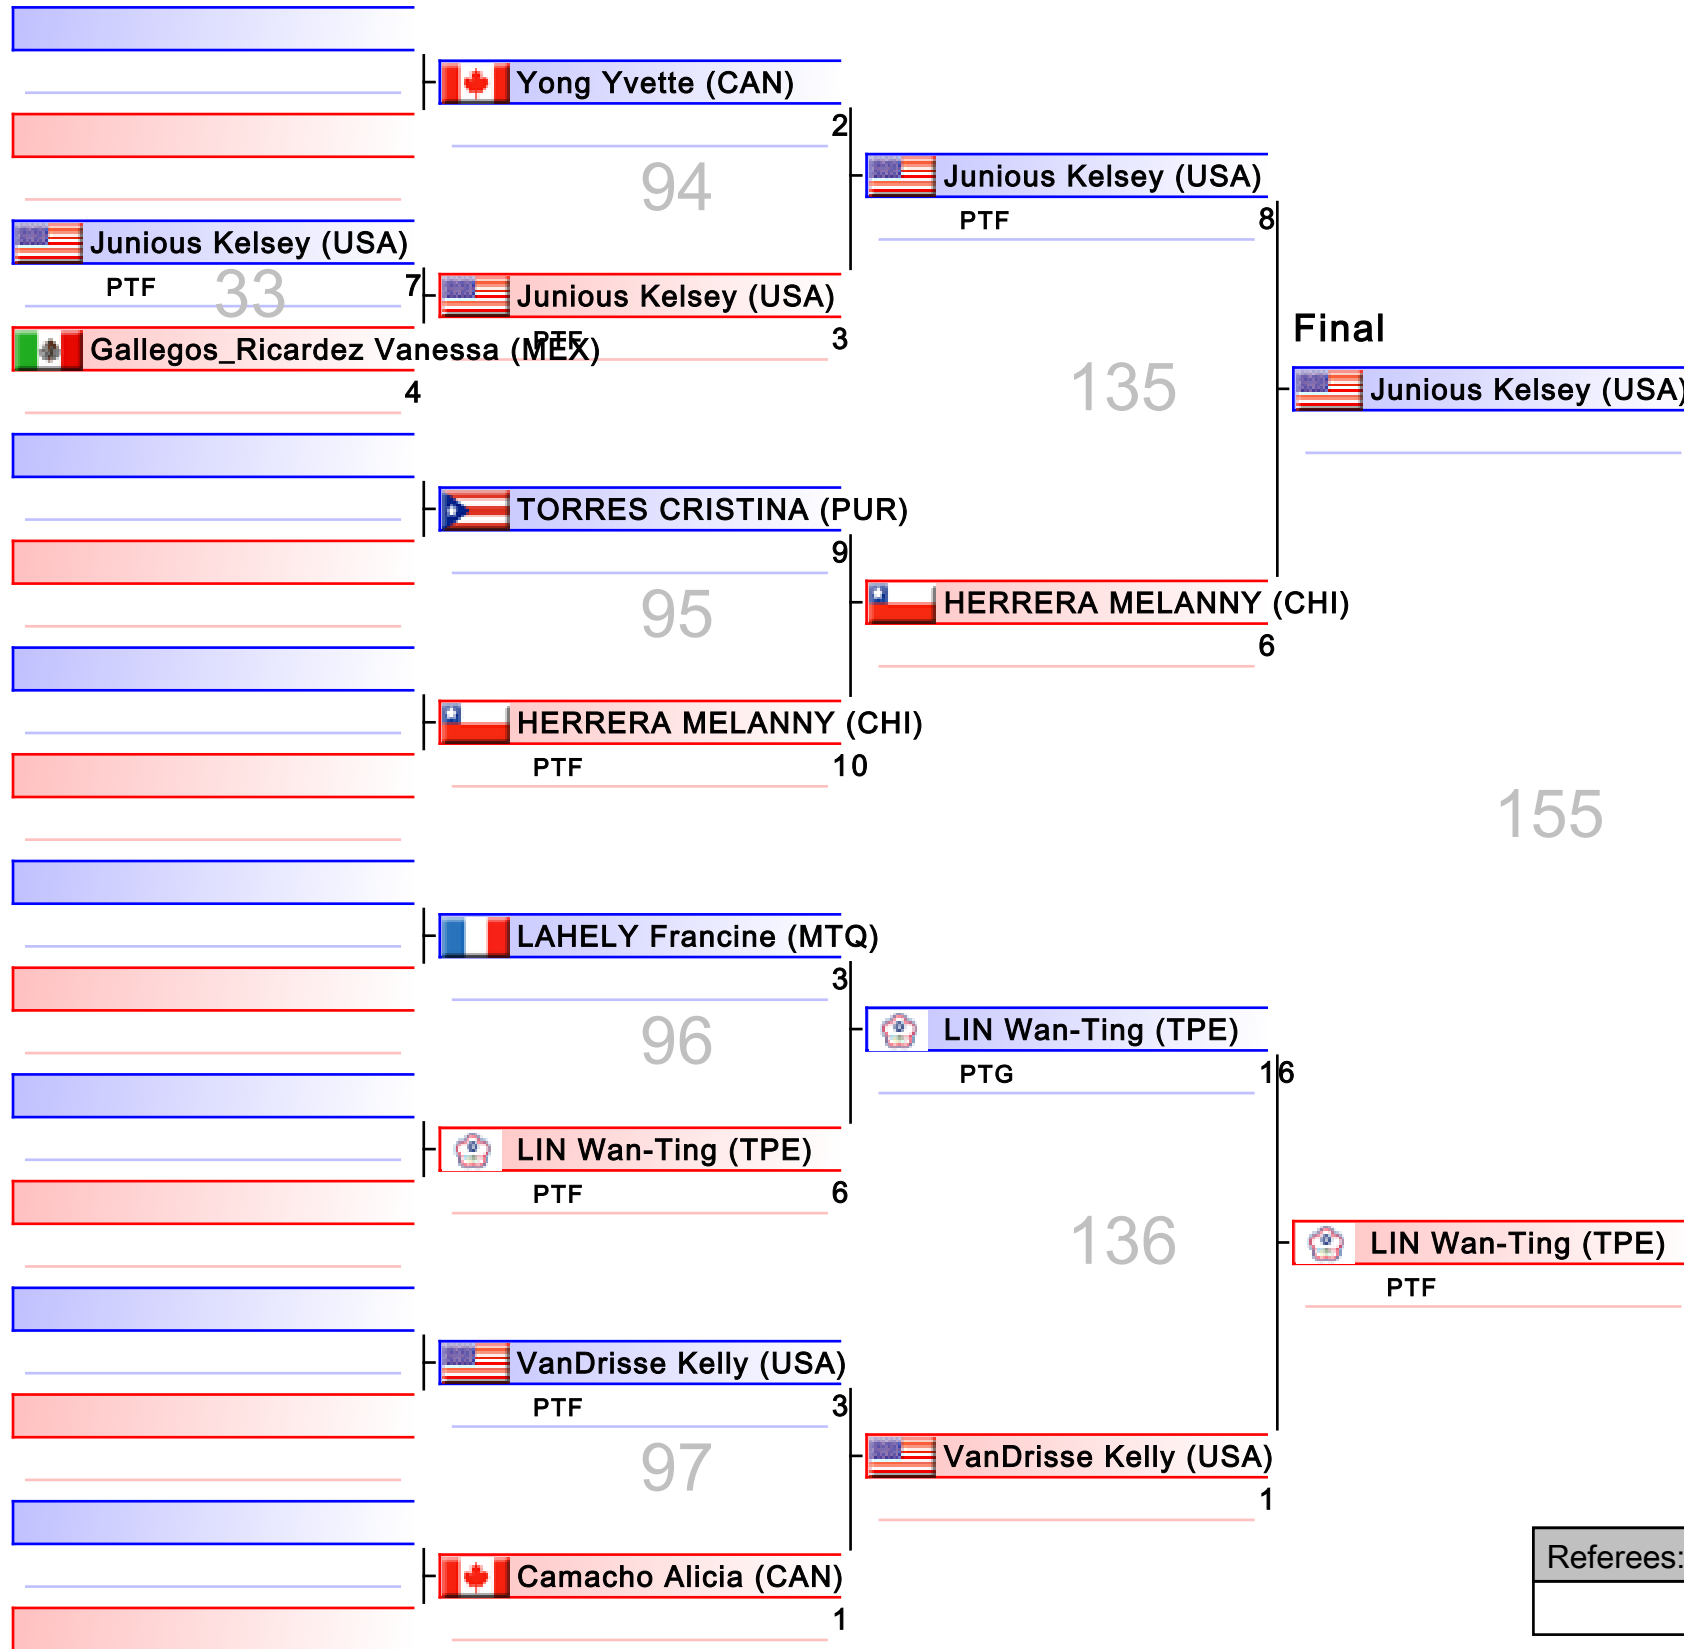 Yong Yvette (CAN)
2
94
Junious Kelsey (USA)
PTF 8
Junious Kelsey (USA)
PTF 33 7
Junious Kelsey (USA)
PTF 3
Gallegos_Ricardez Vanessa (MEX)
4
135
Final
Junious Kelsey (USA)
TORRES CRISTINA (PUR)
9
95
HERRERA MELANNY (CHI)
6
HERRERA MELANNY (CHI)
PTF 10
155
LAHELY Francine (MTQ)
3
96
LIN Wan-Ting (TPE)
PTG 16
LIN Wan-Ting (TPE)
PTF 6
136
LIN Wan-Ting (TPE)
PTF
VanDrisse Kelly (USA)
PTF 3
97
VanDrisse Kelly (USA)
1
Camacho Alicia (CAN)
1
Referees: